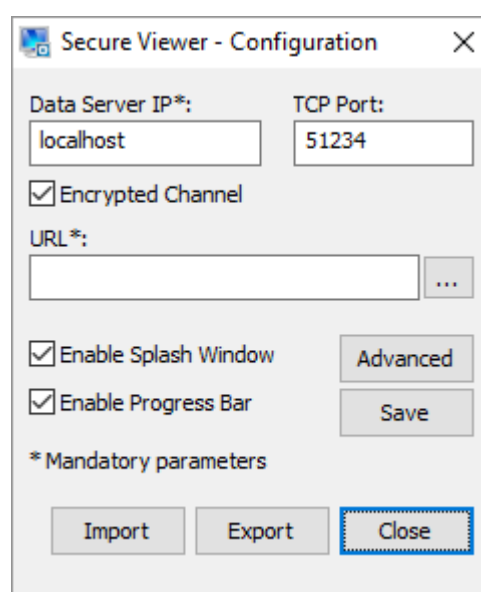 Secure Viewer - Configuration
Data Server IP*: TCP Port:
localhost 51234
Encrypted Channel
URL*:
...
Enable Splash Window Advanced
Enable Progress Bar Save
* Mandatory parameters
Import Export Close